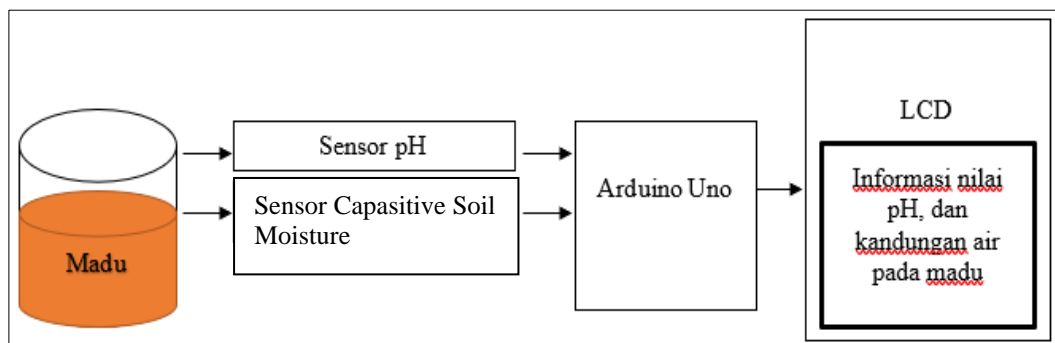 Madu
Sensor pH
Sensor Capasitive Soil
Moisture
Arduino Uno
LCD
Informasi nilai
pH, dan
kandungan air
pada madu